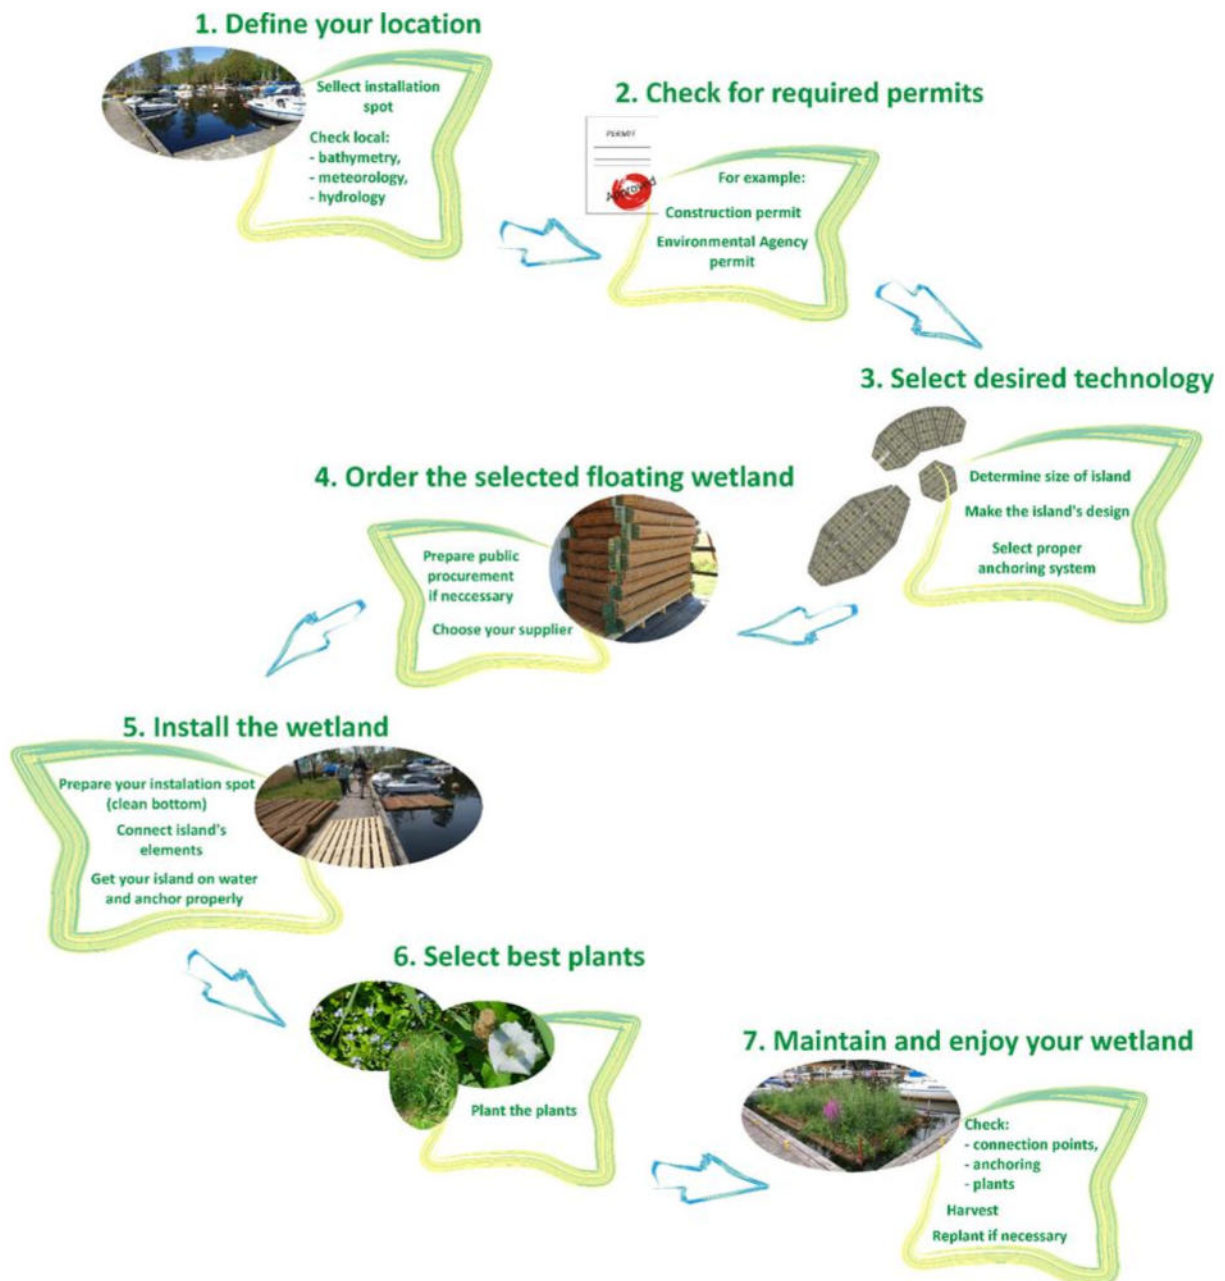 1. Define your location
Sellect installation
spot
Check local:
- bathymetry,
- meteorology,
- hydrology
2. Check for required permits
PERMIT
Approved
For example:
Construction permit
Environmental Agency
permit
3. Select desired technology
Determine size of island
Make the island's design
Select proper
anchoring system
4. Order the selected floating wetland
Prepare public
procurement
if neccessary
Choose your supplier
5. Install the wetland
Prepare your instalation spot
(clean bottom)
Connect island's
elements
Get your island on water
and anchor properly
6. Select best plants
Plant the plants
7. Maintain and enjoy your wetland
Check:
- connection points,
- anchoring
- plants
Harvest
Replant if necessary